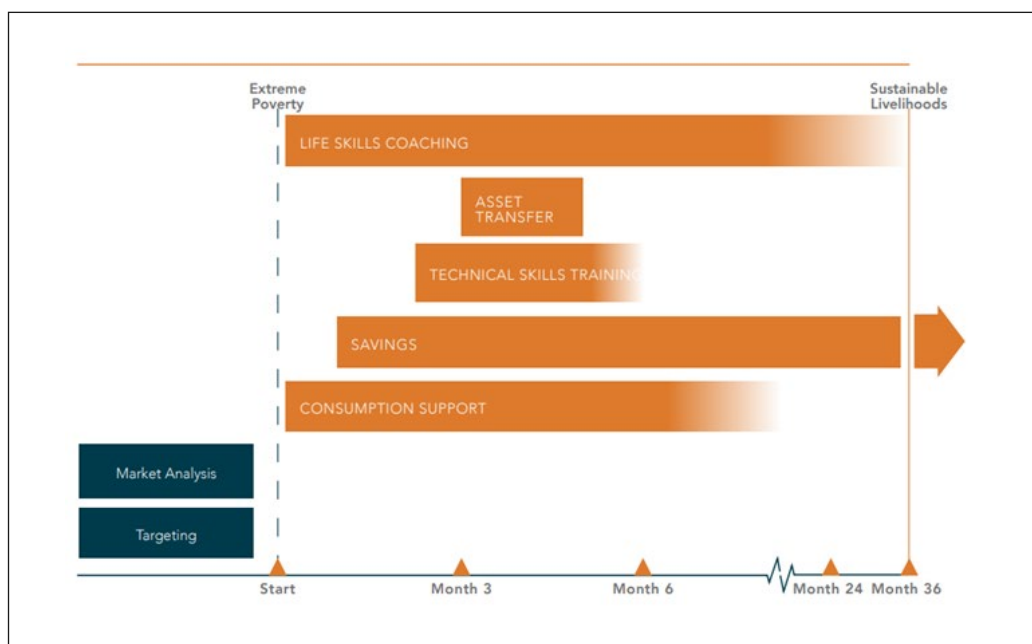 Extreme
Poverty
Sustainable
Livelihoods
LIFE SKILLS COACHING
ASSET
TRANSFER
TECHNICAL SKILLS TRAINING
SAVINGS
CONSUMPTION SUPPORT
Market Analysis
Targeting
Start
Month 3
Month 6
Month 24
Month 36